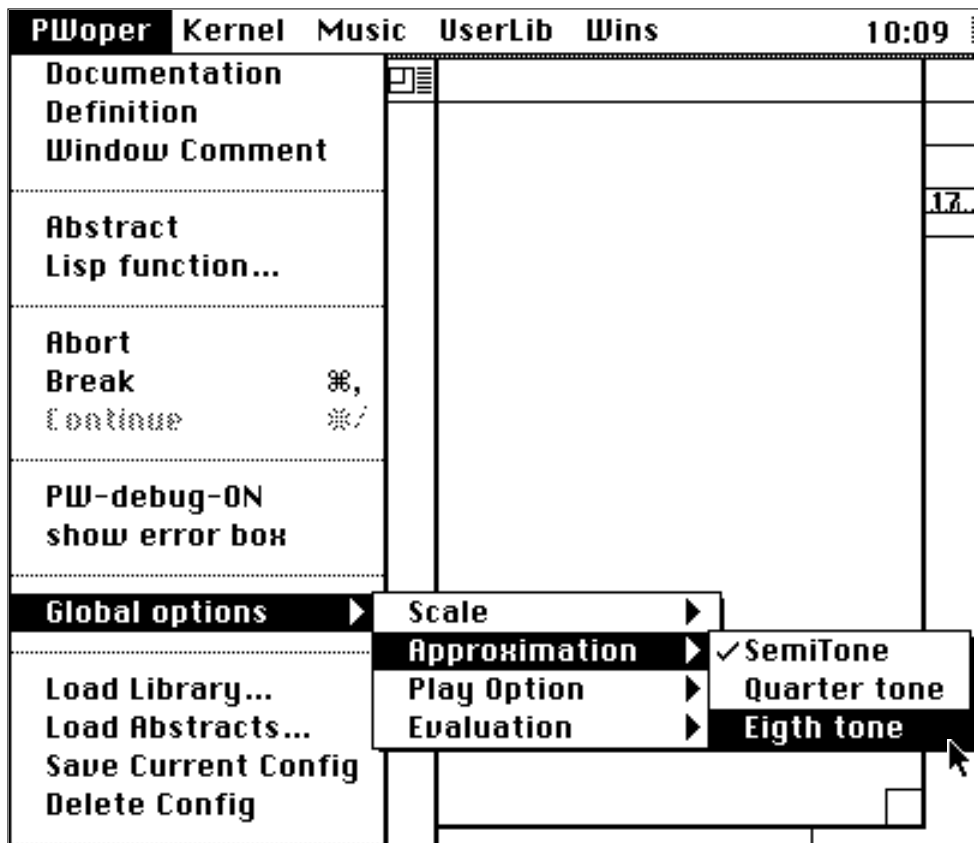 PWoper Kernel Music UserLib Wins 10:09
Documentation
Definition
Window Comment
17
Abstract
Lisp function...
Abort
Break ⌘,
Continue ⌘/
PW-debug-ON
show error box
Global options Scale
Approximation ✓SemiTone
Load Library... Play Option Quarter tone
Load Abstracts... Evaluation Eigth tone
Save Current Config
Delete Config